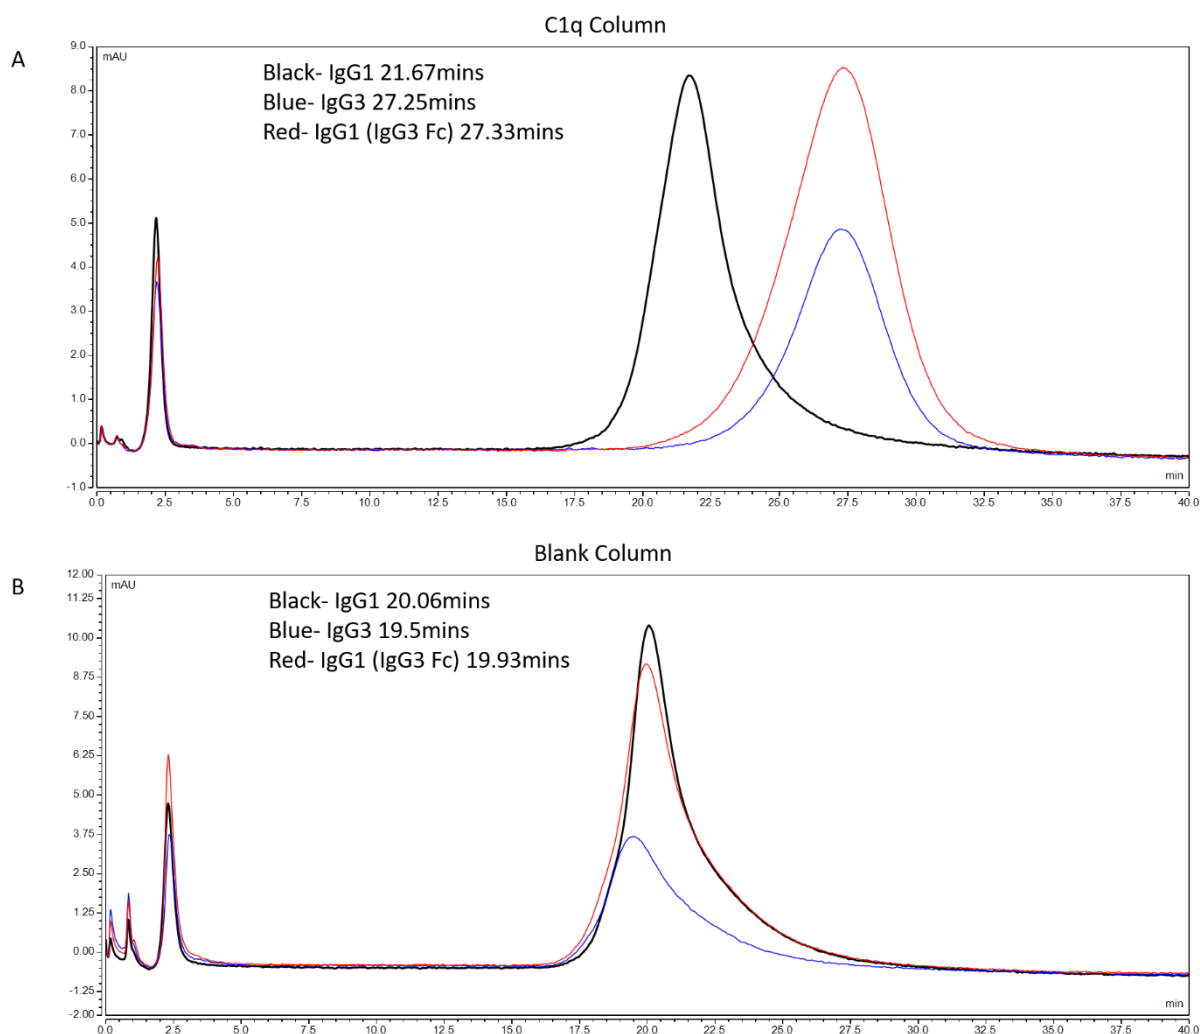 C1q Column
A
mAU
9.0
8.0
7.0
6.0
5.0
4.0
3.0
2.0
1.0
0.0
-1.0
Black- IgG1 21.67mins
Blue- IgG3 27.25mins
Red- IgG1 (IgG3 Fc) 27.33mins
min
0.0 2.5 5.0 7.5 10.0 12.5 15.0 17.5 20.0 22.5 25.0 27.5 30.0 32.5 35.0 37.5 40.0
Blank Column
B
mAU
12.00
11.25
10.00
8.75
7.50
6.25
5.00
3.75
2.50
1.25
0.00
-1.25
-2.00
Black- IgG1 20.06mins
Blue- IgG3 19.5mins
Red- IgG1 (IgG3 Fc) 19.93mins
min
0.0 2.5 5.0 7.5 10.0 12.5 15.0 17.5 20.0 22.5 25.0 27.5 30.0 32.5 35.0 37.5 40.0